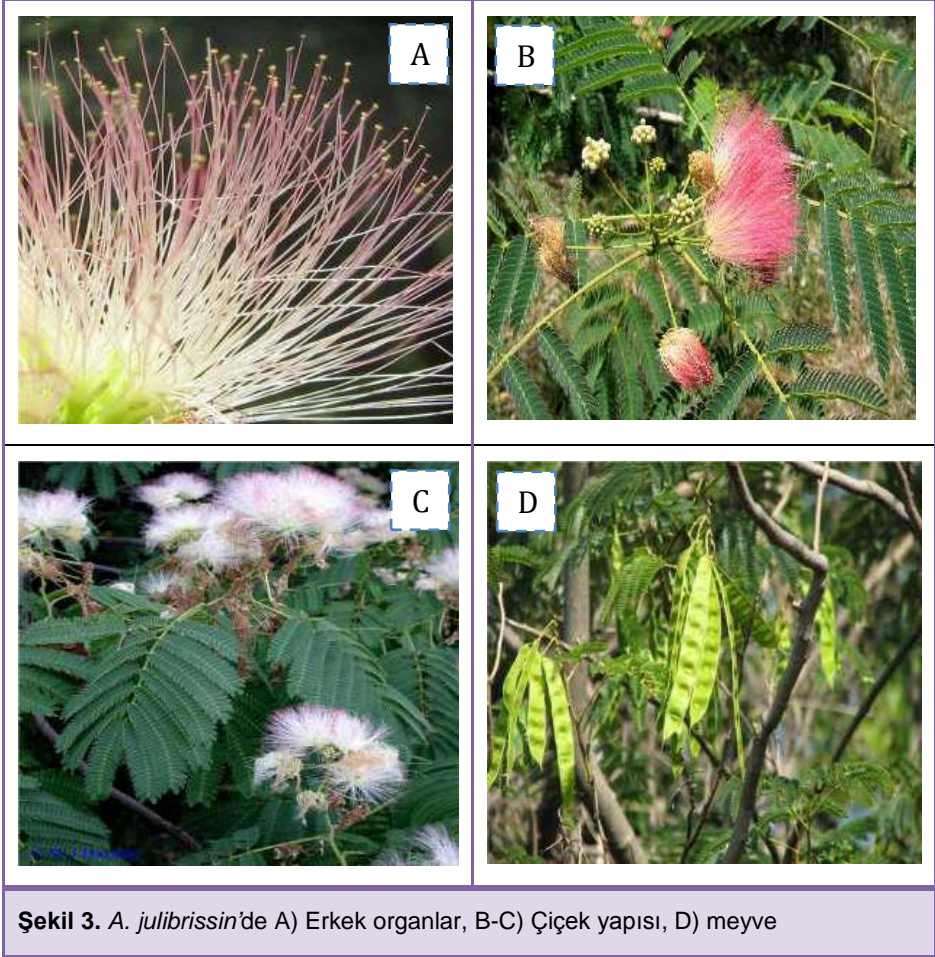 A
B
C
D
Şekil 3. A. julibrissin'de A) Erkek organlar, B-C) Çiçek yapısı, D) meyve